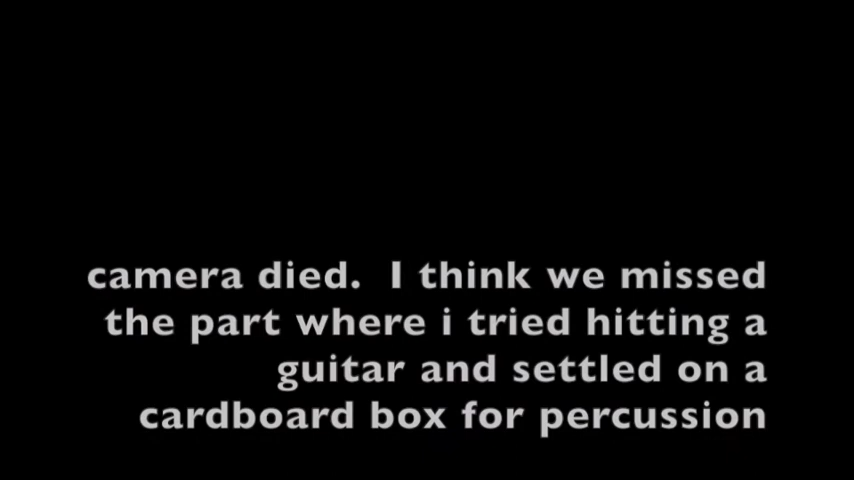 camera died.  I think we missed
the part where i tried hitting a
guitar and settled on a
cardboard box for percussion